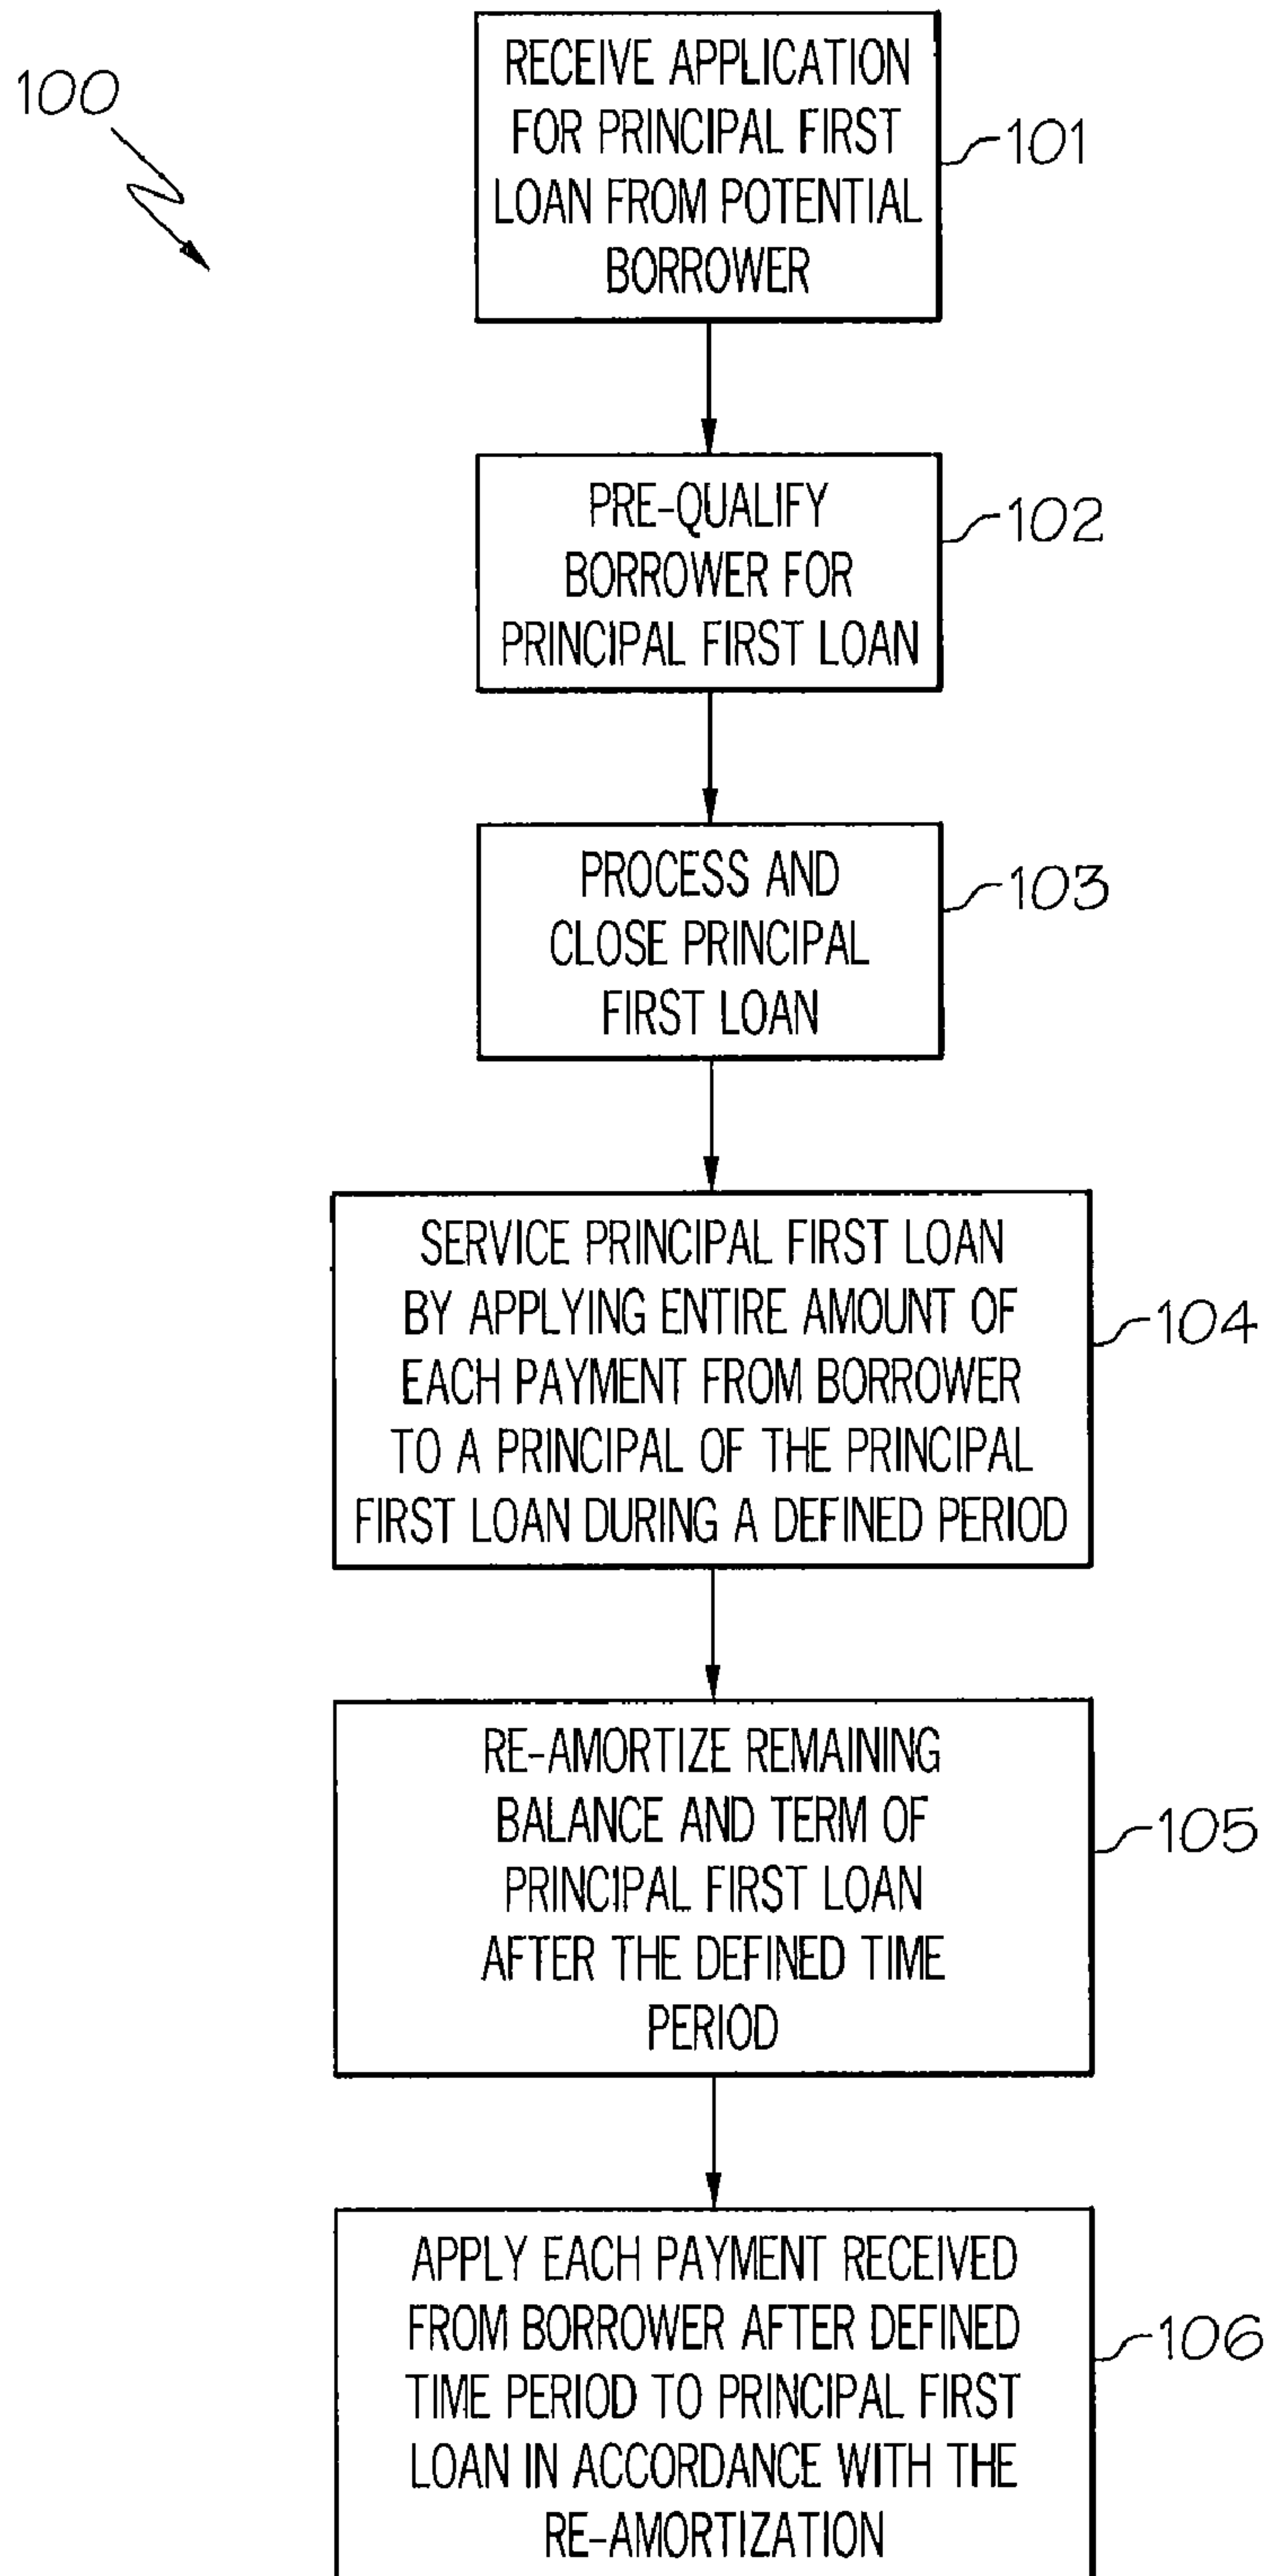 100
RECEIVE APPLICATION
FOR PRINCIPAL FIRST
LOAN FROM POTENTIAL
BORROWER
101
PRE-QUALIFY
BORROWER FOR
PRINCIPAL FIRST LOAN
102
PROCESS AND
CLOSE PRINCIPAL
FIRST LOAN
103
SERVICE PRINCIPAL FIRST LOAN
BY APPLYING ENTIRE AMOUNT OF
EACH PAYMENT FROM BORROWER
TO A PRINCIPAL OF THE PRINCIPAL
FIRST LOAN DURING A DEFINED PERIOD
104
RE-AMORTIZE REMAINING
BALANCE AND TERM OF
PRINCIPAL FIRST LOAN
AFTER THE DEFINED TIME
PERIOD
105
APPLY EACH PAYMENT RECEIVED
FROM BORROWER AFTER DEFINED
TIME PERIOD TO PRINCIPAL FIRST
LOAN IN ACCORDANCE WITH THE
RE-AMORTIZATION
106